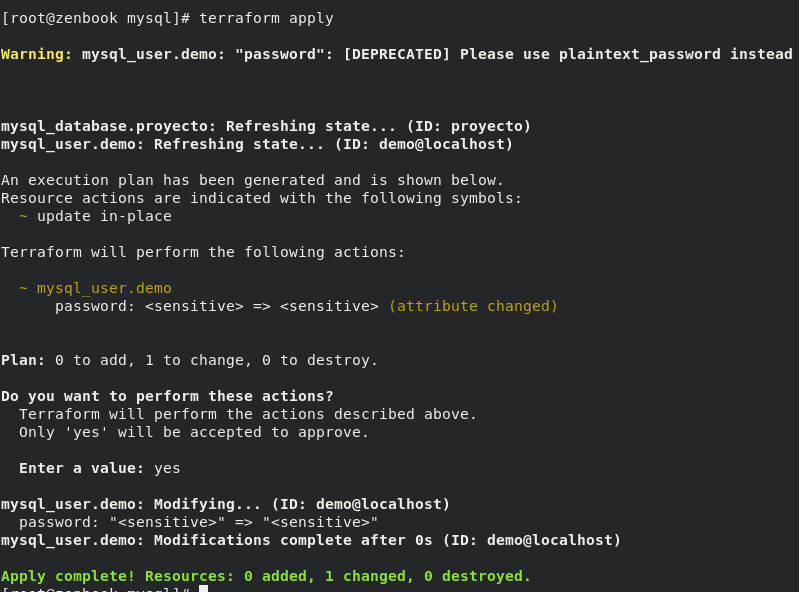 [root@zenbook mysql]# terraform apply
Warning: mysql_user.demo: "password": [DEPRECATED] Please use plaintext_password instead
mysql_database.proyecto: Refreshing state... (ID: proyecto)
mysql_user.demo: Refreshing state... (ID: demo@localhost)
An execution plan has been generated and is shown below.
Resource actions are indicated with the following symbols:
  ~ update in-place
Terraform will perform the following actions:
  ~ mysql_user.demo
      password: <sensitive> => <sensitive> (attribute changed)
Plan: 0 to add, 1 to change, 0 to destroy.
Do you want to perform these actions?
  Terraform will perform the actions described above.
  Only 'yes' will be accepted to approve.
  Enter a value: yes
mysql_user.demo: Modifying... (ID: demo@localhost)
  password: "<sensitive>" => "<sensitive>"
mysql_user.demo: Modifications complete after 0s (ID: demo@localhost)
Apply complete! Resources: 0 added, 1 changed, 0 destroyed.
[root@zenbook mysql]#